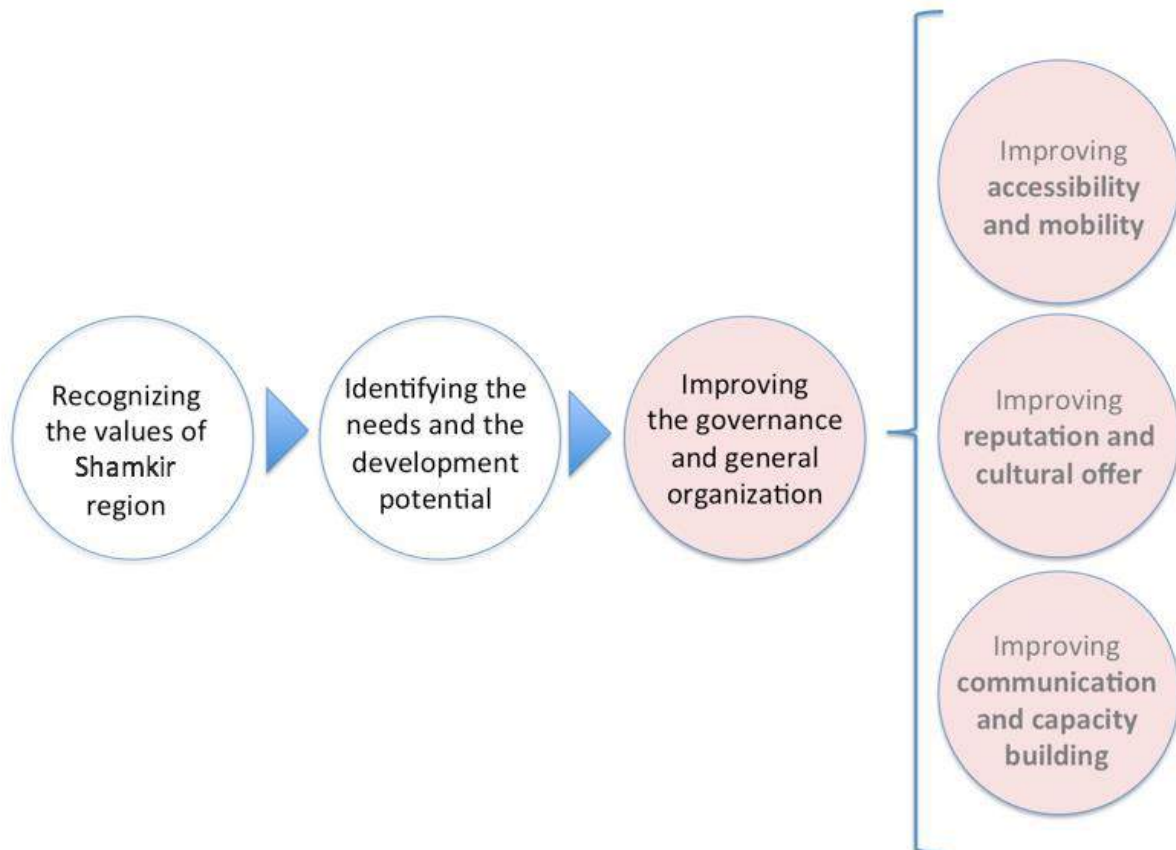 Recognizing
the values of
Shamkir
region
Identifying the
needs and the
development
potential
Improving
the governance
and general
organization
Improving
accessibility
and mobility
Improving
reputation and
cultural offer
Improving
communication
and capacity
building